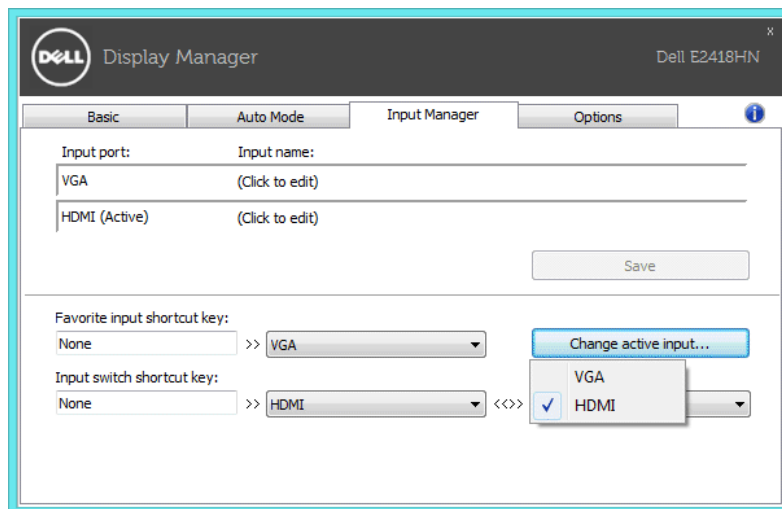 x
DELL Display Manager Dell E2418HN
Basic Auto Mode Input Manager Options i
Input port: Input name:
VGA (Click to edit)
HDMI (Active) (Click to edit)
Save
Favorite input shortcut key:
None >> VGA Change active input...
Input switch shortcut key:
None >> HDMI <<>>
VGA
✓ HDMI